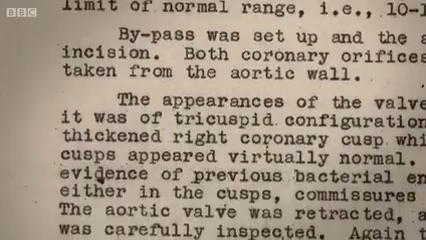 BBC
limit of normal range, i.e., 10-1
By-pass was set up and the a
incision. Both coronary orifices
taken from the aortic wall.
The appearances of the valve
it was of tricuspid configuration
thickened right coronary cusp whi
cusps appeared virtually normal.
evidence of previous bacterial en
either in the cusps, commissures
The aortic valve was retracted, a
was carefully inspected. Again t